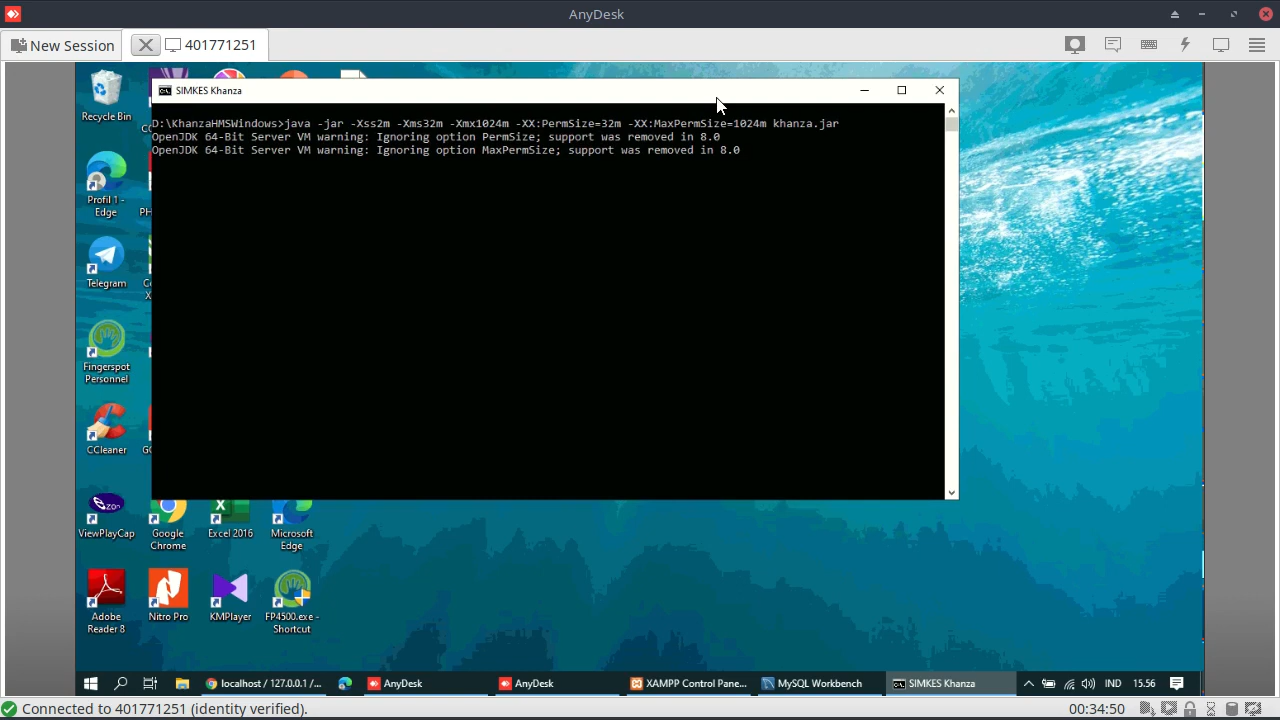 AnyDesk
New Session
401771251
Recycle Bin
SIMKES Khanza
D:\KhanzaHMSWindows>java -jar -Xss2m -Xms32m -Xmx1024m -XX:PermSize=32m -XX:MaxPermSize=1024m khanza.jar
OpenJDK 64-Bit Server VM warning: Ignoring option PermSize; support was removed in 8.0
OpenJDK 64-Bit Server VM warning: Ignoring option MaxPermSize; support was removed in 8.0
Profil 1 -
Edge
Telegram
Fingerspot
Personnel
CCleaner
ViewPlayCap
Google
Chrome
Excel 2016
Microsoft
Edge
Adobe
Reader 8
Nitro Pro
KMPlayer
FP4500.exe -
Shortcut
localhost / 127.0.0.1 /...
AnyDesk
AnyDesk
XAMPP Control Pane...
MySQL Workbench
SIMKES Khanza
IND
15.56
Connected to 401771251 (identity verified).
00:34:50